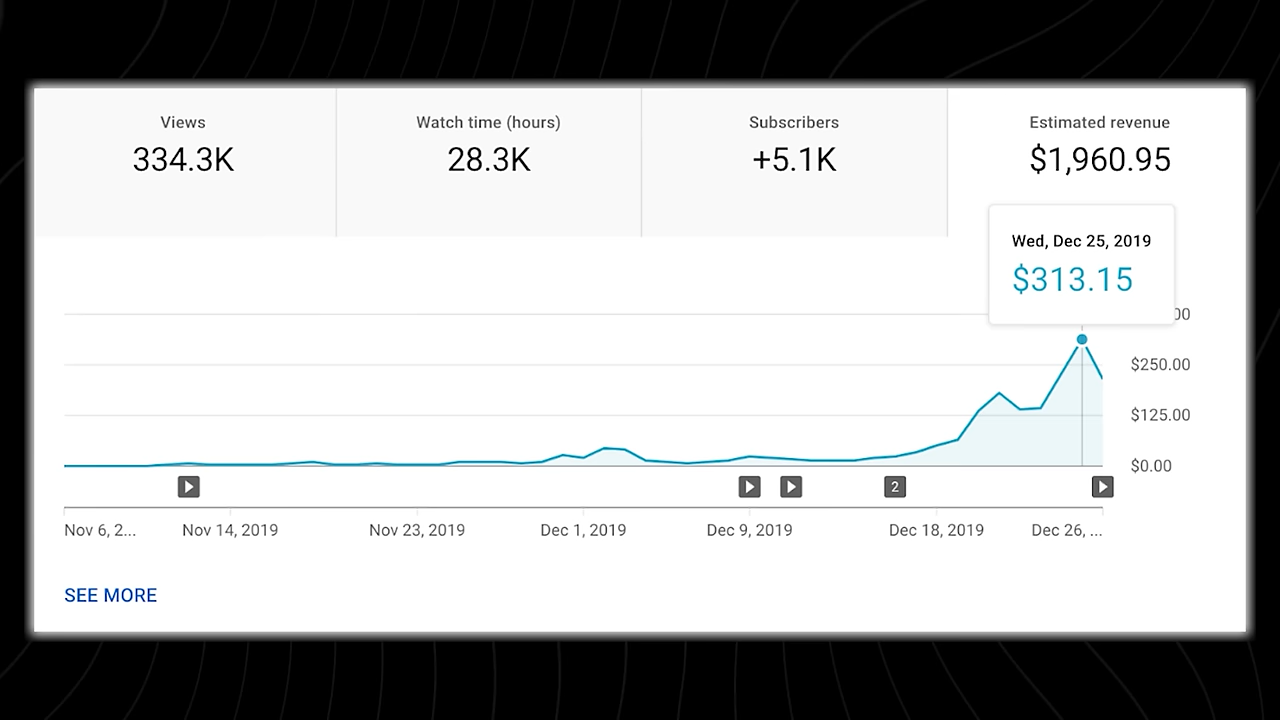 Views
334.3K
Watch time (hours)
28.3K
Subscribers
+5.1K
Estimated revenue
$1,960.95
Wed, Dec 25, 2019
$313.15
00
$250.00
$125.00
$0.00
2
Nov 6, 2... Nov 14, 2019 Nov 23, 2019 Dec 1, 2019 Dec 9, 2019 Dec 18, 2019 Dec 26, ...
SEE MORE